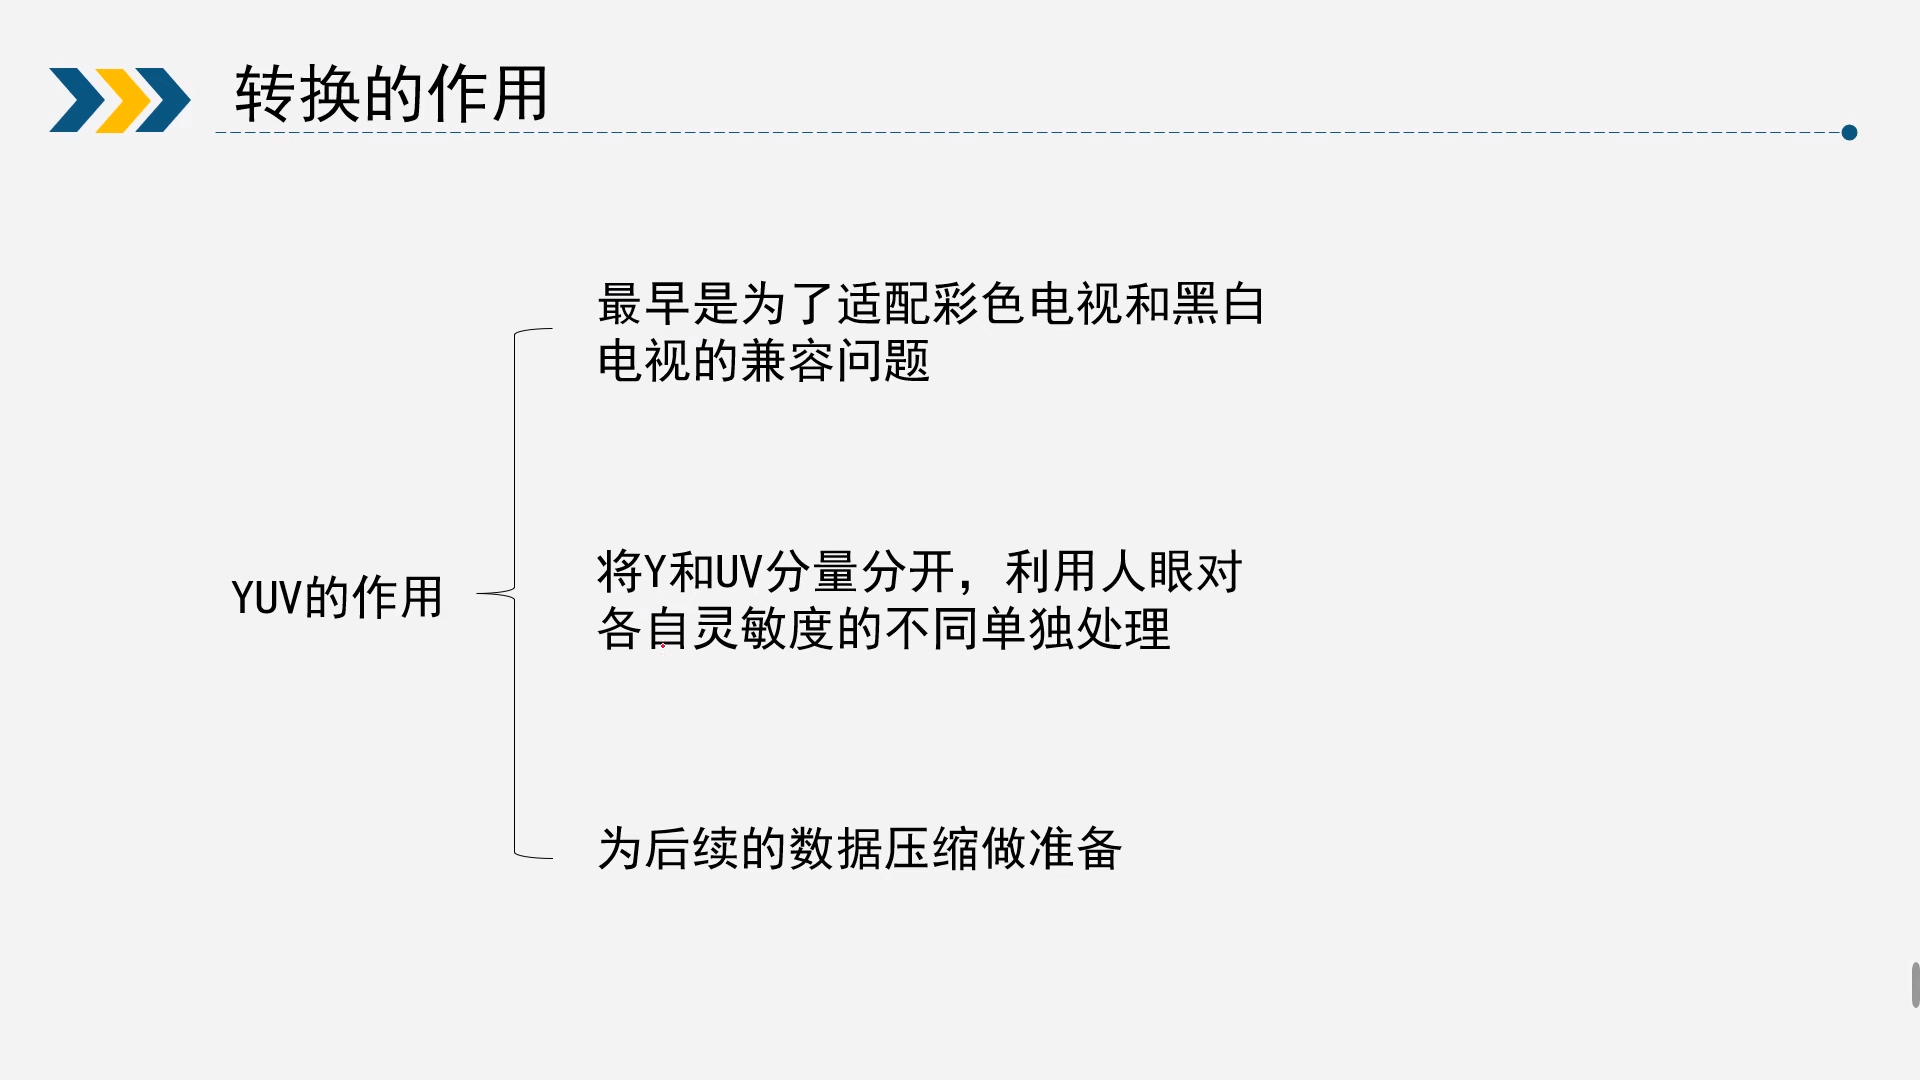 转换的作用
最早是为了适配彩色电视和黑白
电视的兼容问题
YUV的作用
将Y和UV分量分开，利用人眼对
各自灵敏度的不同单独处理
为后续的数据压缩做准备